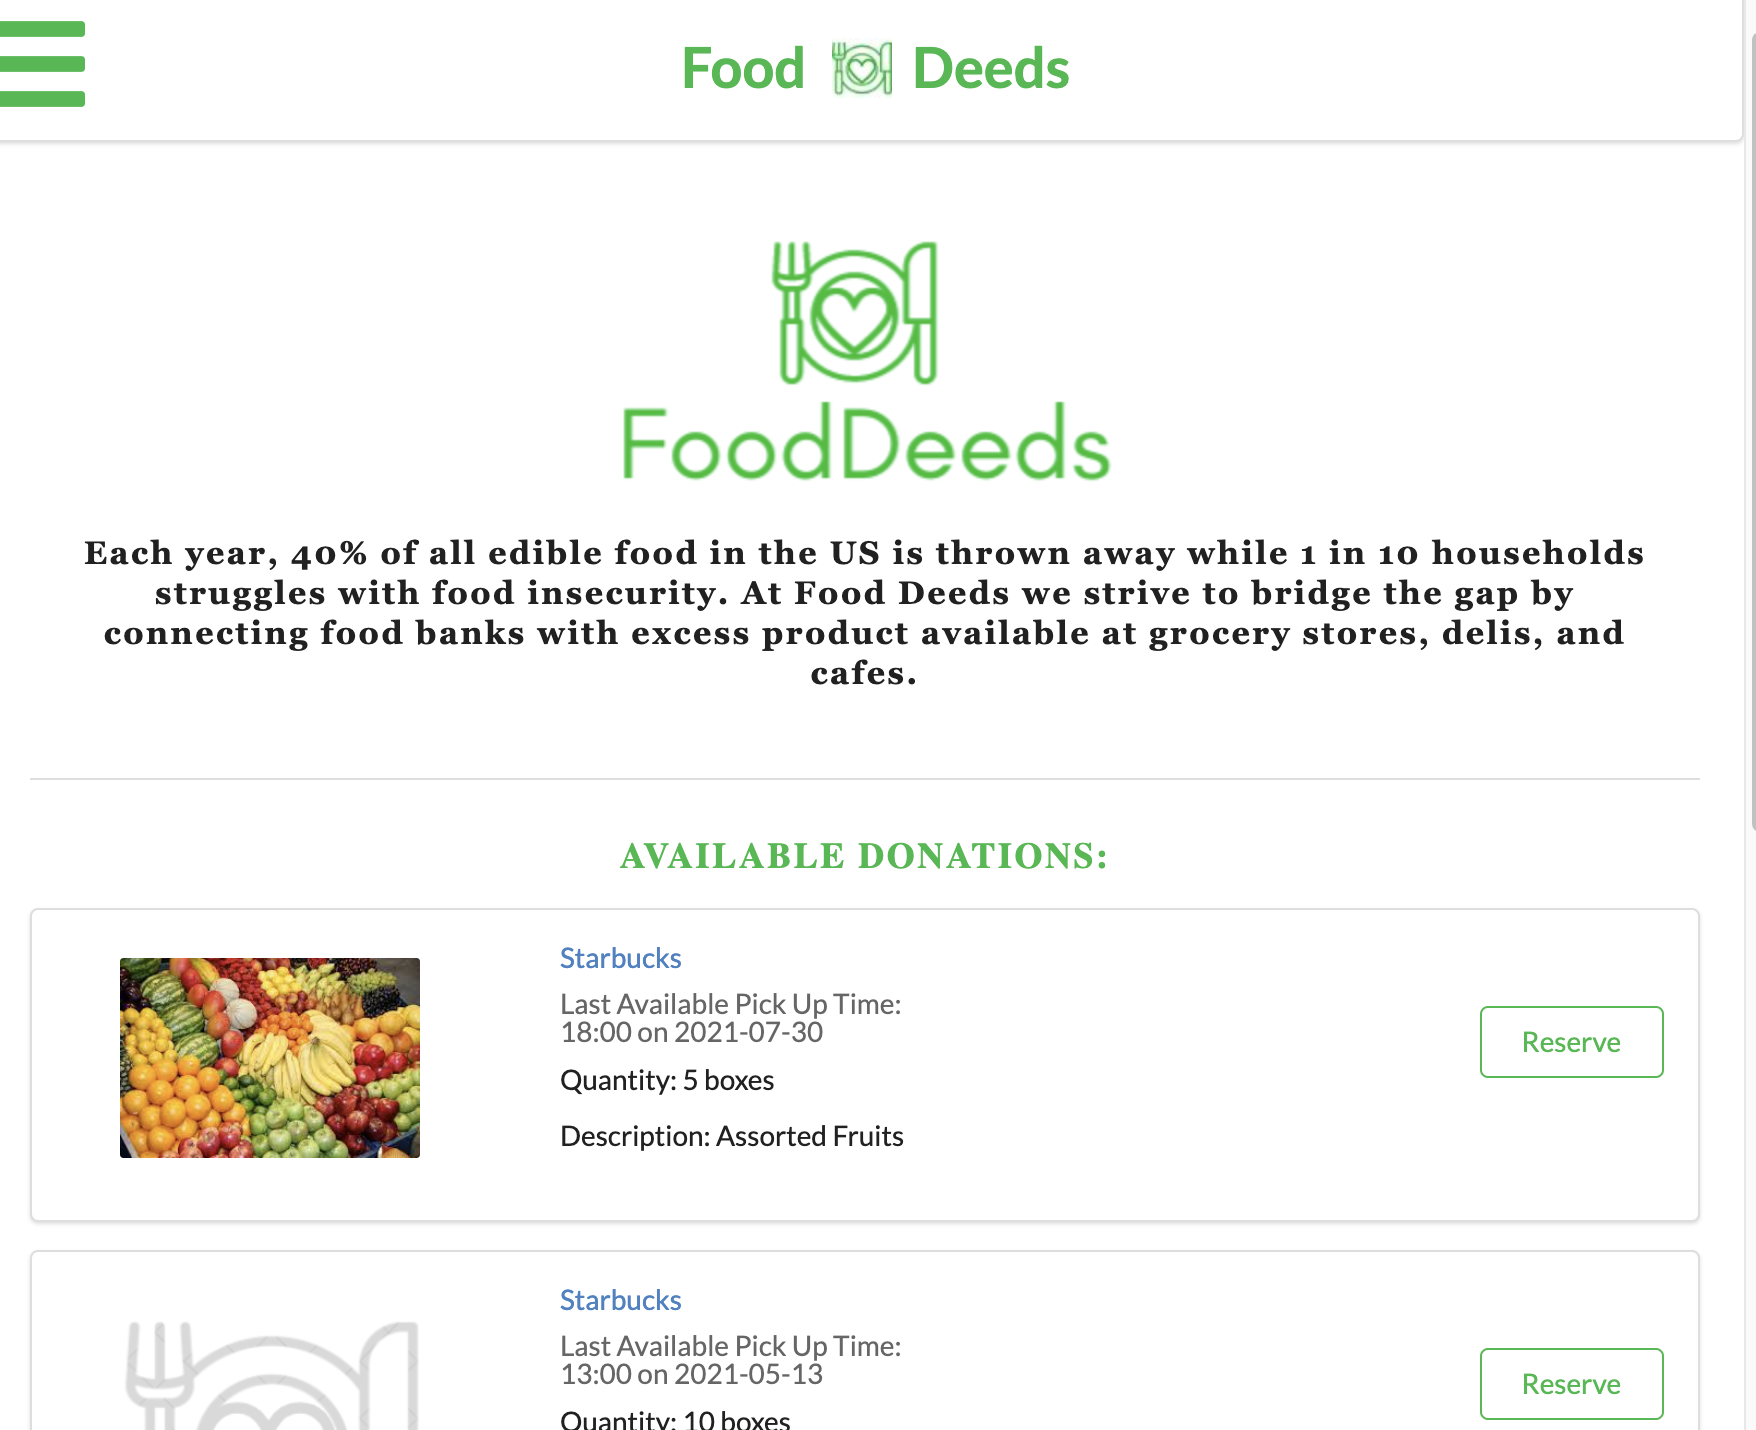 Food Deeds
FoodDeeds
Each year, 40% of all edible food in the US is thrown away while 1 in 10 households
struggles with food insecurity. At Food Deeds we strive to bridge the gap by
connecting food banks with excess product available at grocery stores, delis, and
cafes.
AVAILABLE DONATIONS:
Starbucks
Last Available Pick Up Time:
18:00 on 2021-07-30
Reserve
Quantity: 5 boxes
Description: Assorted Fruits
Starbucks
Last Available Pick Up Time:
13:00 on 2021-05-13
Reserve
Quantity: 10 boxes